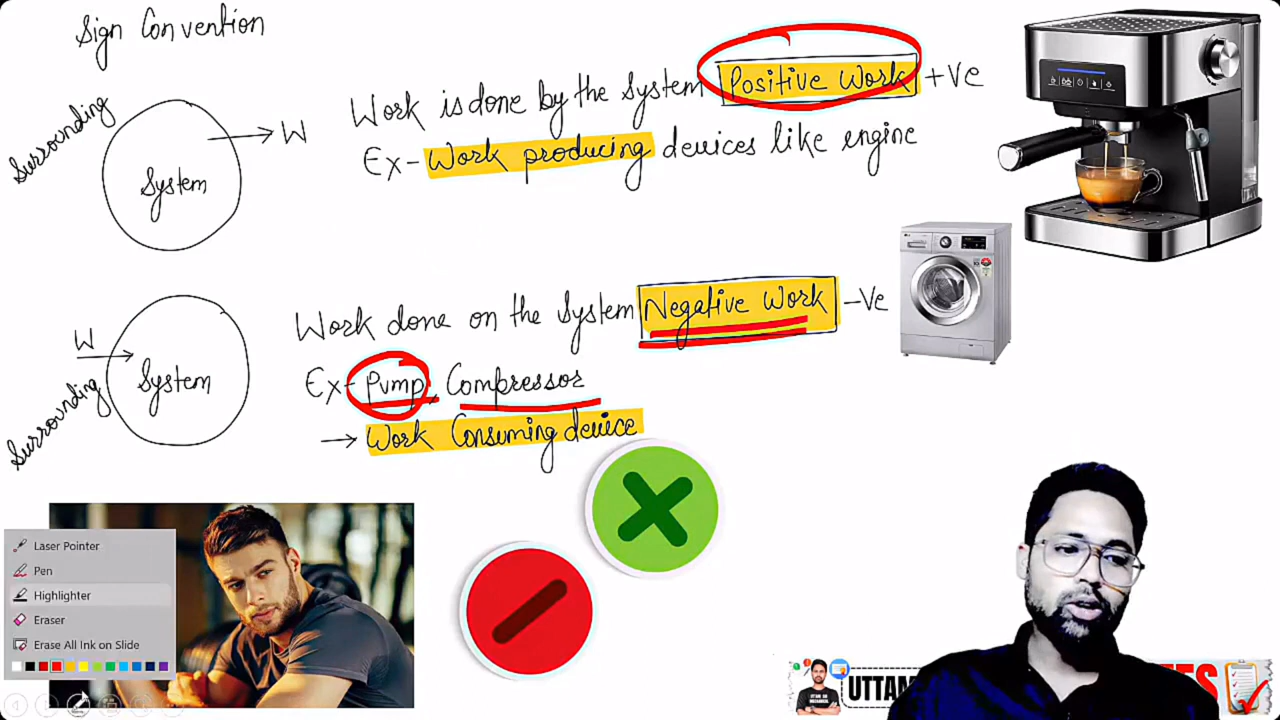 Sign Convention
Surrounding
System
W
Work is done by the System Positive Work +Ve
Ex- Work producing devices like engine
W
Surrounding
System
Work done on the System Negative Work -Ve
Ex- Pump, Compressor
→ Work Consuming device
Laser Pointer
Pen
Highlighter
Eraser
Erase All Ink on Slide
UTTAM